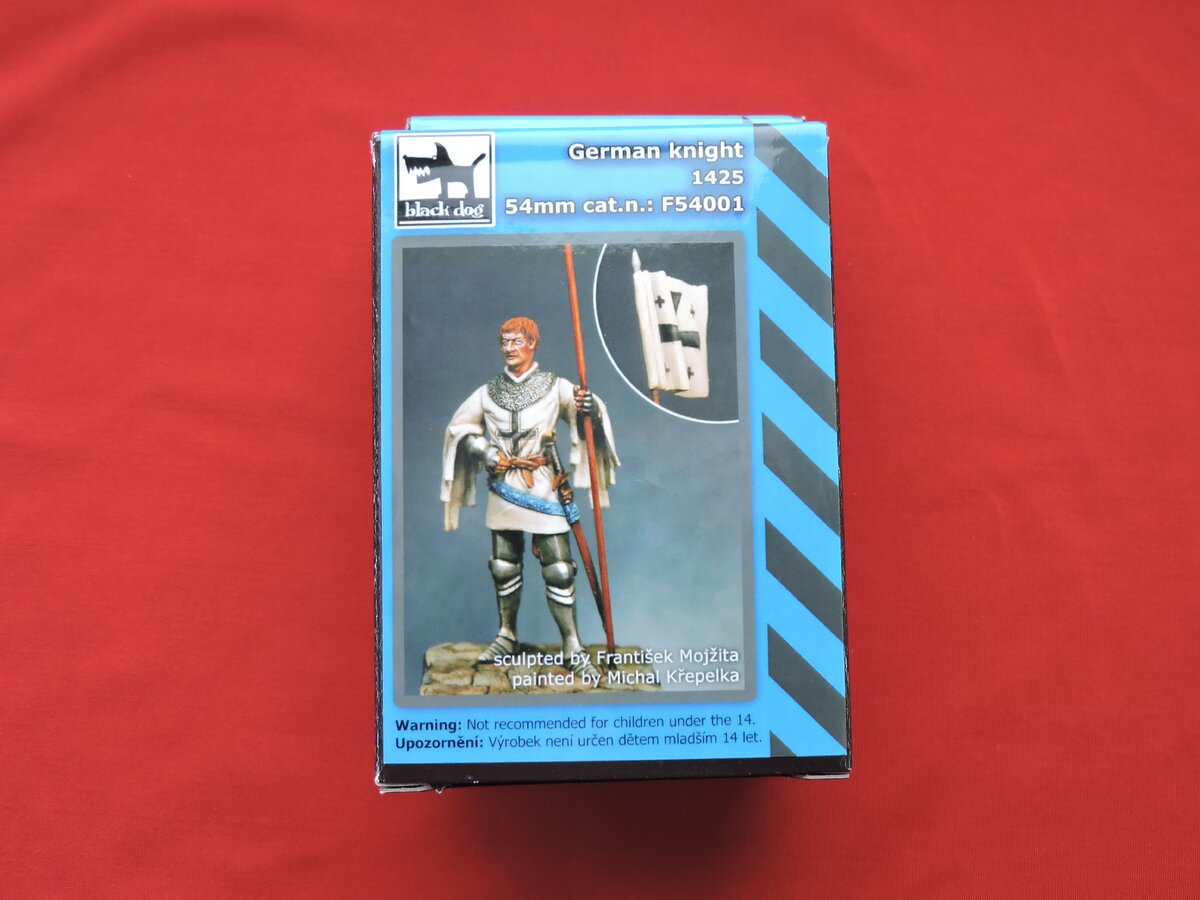 black dog
German knight
1425
54mm cat.n.: F54001
sculpted by František Mojžita
painted by Michal Křepelka
Warning: Not recommended for children under the 14.
Upozornění: Výrobek není určen dětem mladším 14 let.